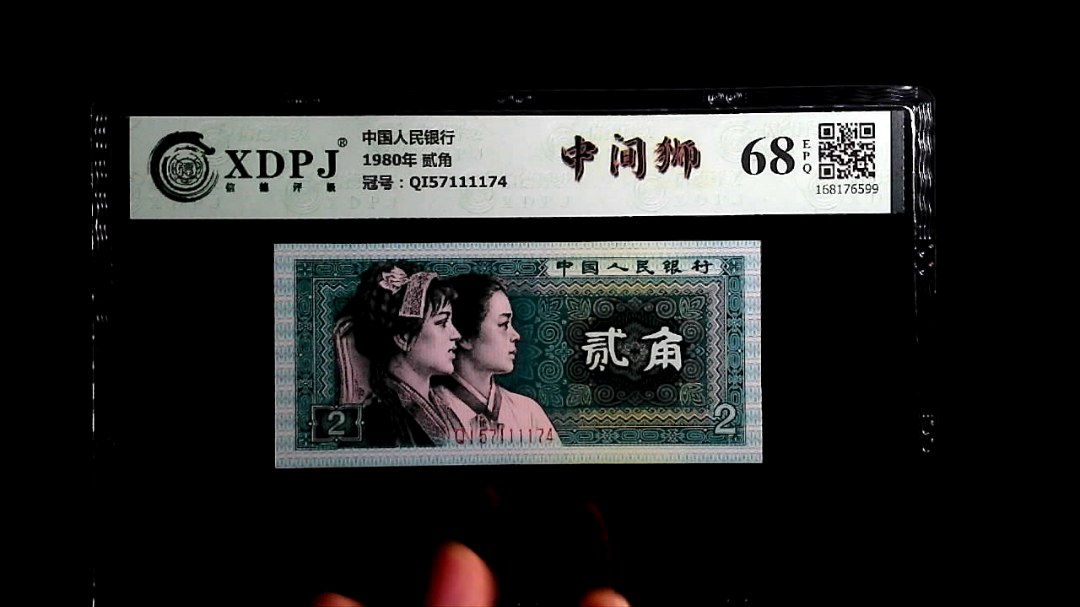 XDPJ®
信德评级
中国人民银行
1980年 贰角
冠号：QI57111174
中间狮
68
EPQ
168176599
中国人民银行
贰角
2
2
QI57111174